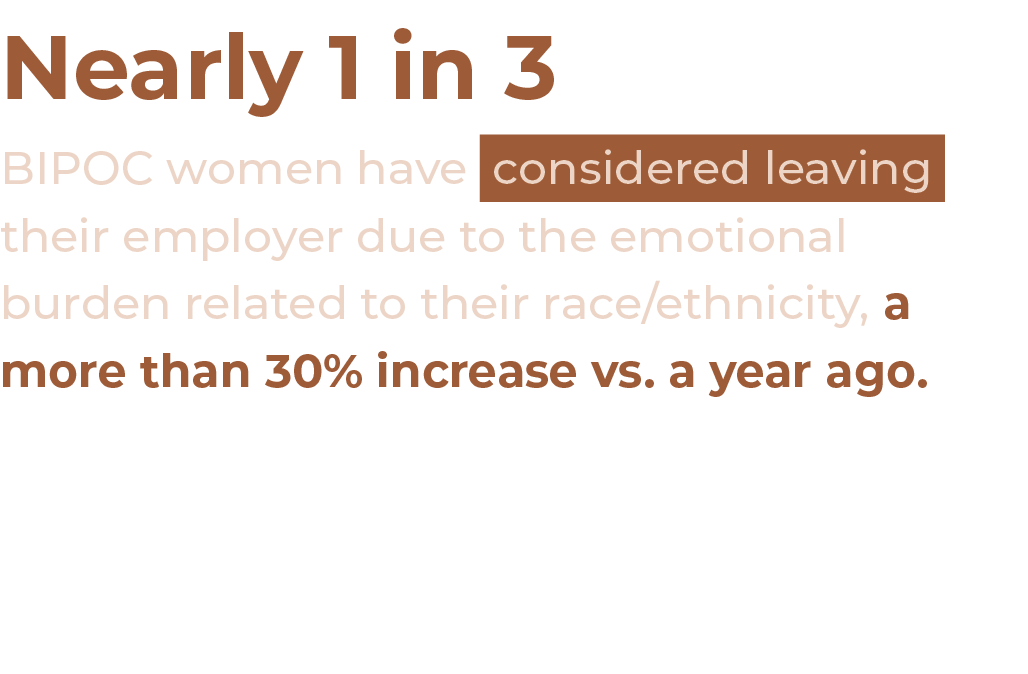 Nearly 1 in 3
BIPOC women have considered leaving
their employer due to the emotional
burden related to their race/ethnicity, a
more than 30% increase vs. a year ago.